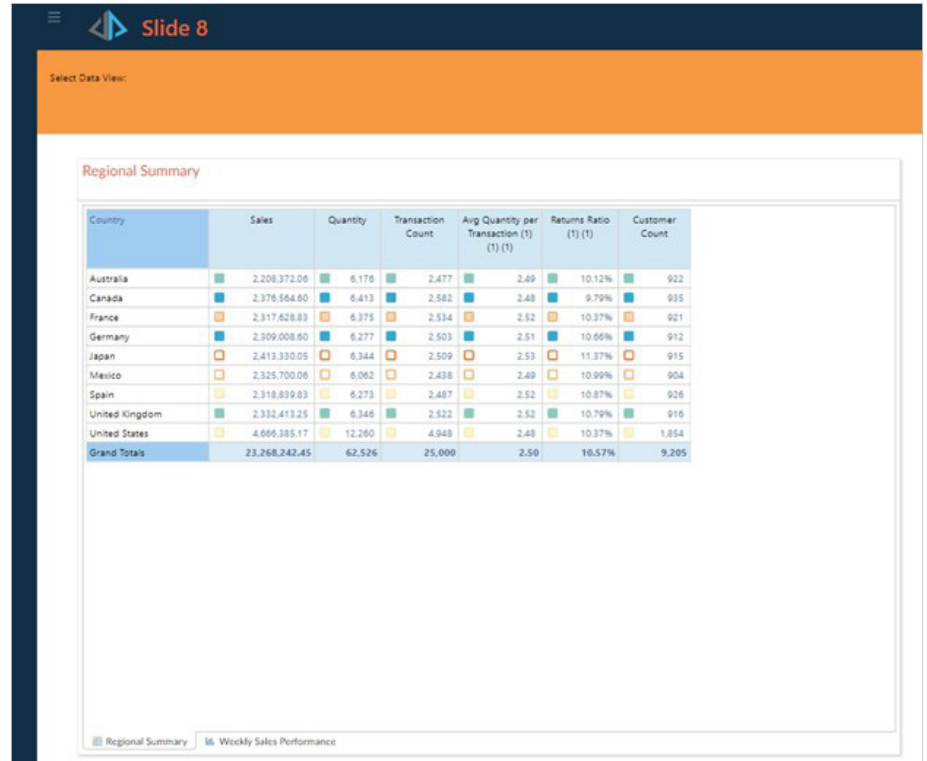 Slide 8
Select Data View:
Regional Summary
Country Sales Quantity Transaction Count Avg Quantity per Transaction (1) (1) (1) Returns Ratio (1) (1) Customer Count
Australia 2,208,372.06 6,176 2,477 2.49 10.12% 922
Canada 2,376,564.60 6,413 2,582 2.48 9.79% 935
France 2,317,628.83 6,375 2,534 2.52 10.37% 921
Germany 2,309,008.60 6,277 2,503 2.51 10.66% 912
Japan 2,413,330.05 6,344 2,509 2.53 11.37% 915
Mexico 2,325,700.06 6,062 2,438 2.49 10.99% 904
Spain 2,318,839.83 6,273 2,487 2.52 10.87% 926
United Kingdom 2,332,413.25 6,346 2,522 2.52 10.79% 916
United States 4,666,385.17 12,260 4,948 2.48 10.37% 1,854
Grand Totals 23,268,242.45 62,526 25,000 2.50 10.57% 9,205
Regional Summary Weekly Sales Performance